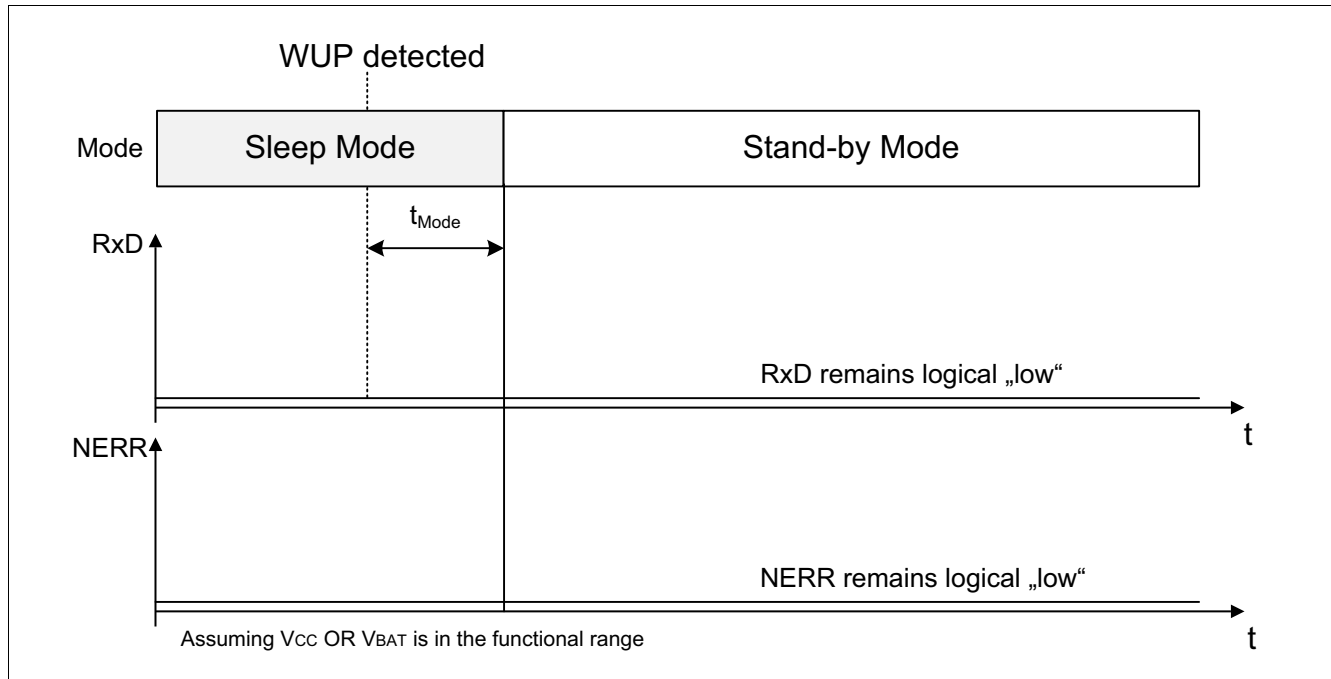 WUP detected
Mode
Sleep Mode
Stand-by Mode
tMode
RxD
RxD remains logical „low“
t
NERR
NERR remains logical „low“
t
Assuming VCC OR VBAT is in the functional range